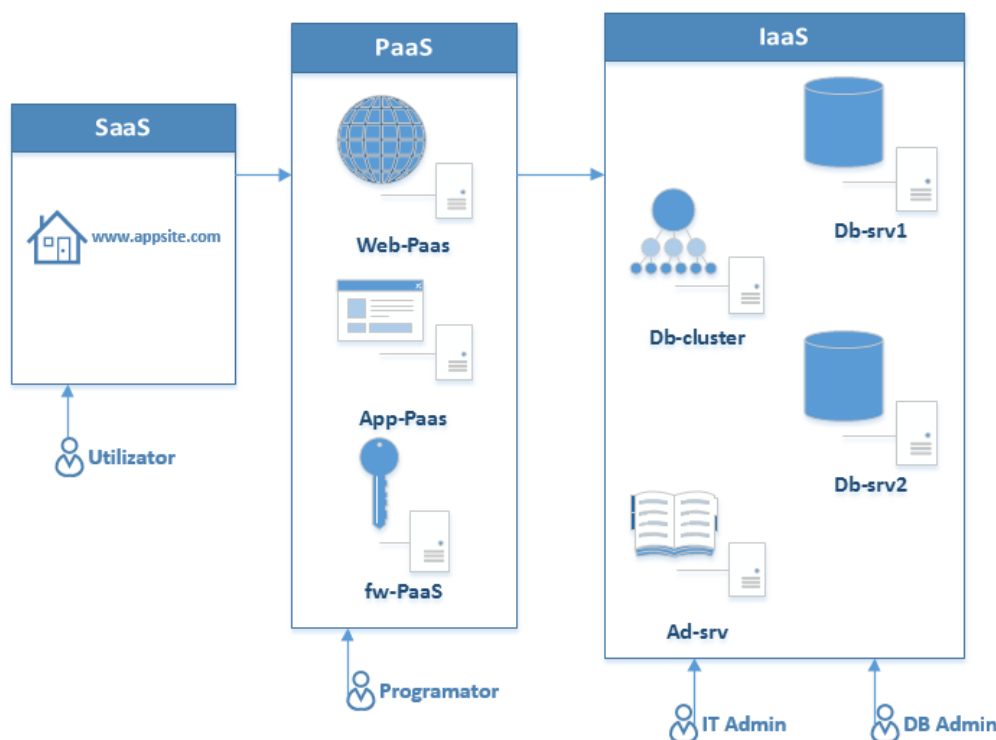 SaaS
www.appsite.com
Utilizator
PaaS
Web-Paas
App-Paas
fw-PaaS
Programator
IaaS
Db-srv1
Db-cluster
Db-srv2
Ad-srv
IT Admin
DB Admin